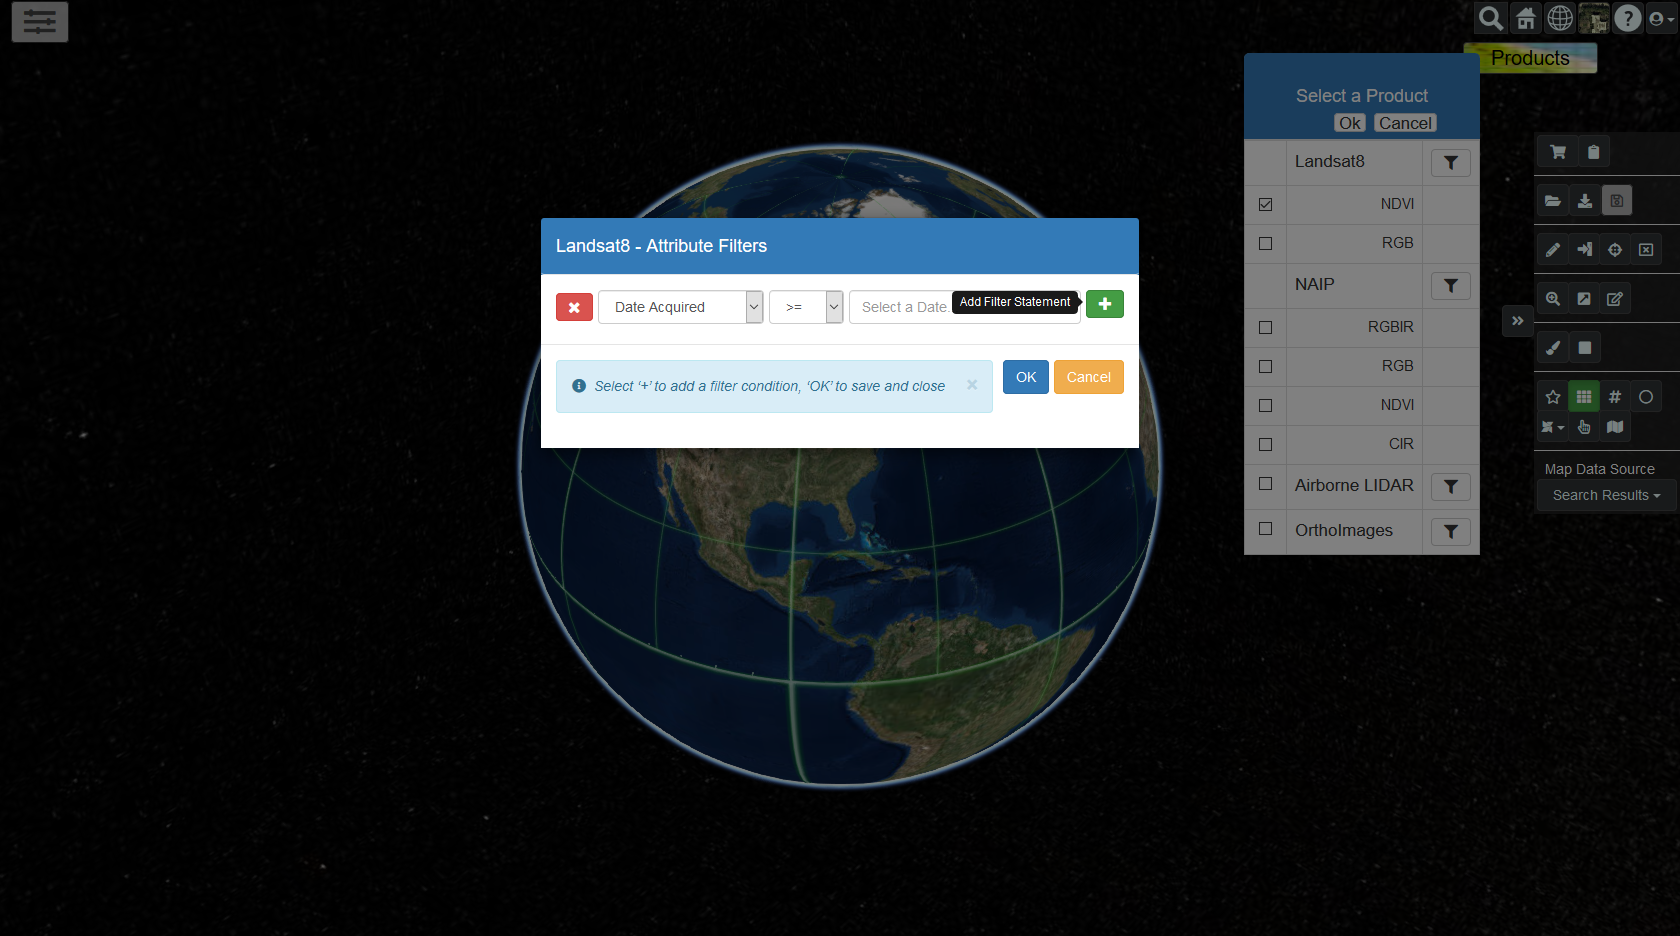 Products
Select a Product
Ok Cancel
Landsat8
NDVI
RGB
NAIP
RGBIR
RGB
NDVI
CIR
Airborne LIDAR
OrthoImages
Landsat8 - Attribute Filters
Date Acquired >= Select a Date. Add Filter Statement
Select ‘+’ to add a filter condition, ‘OK’ to save and close
OK Cancel
Map Data Source
Search Results